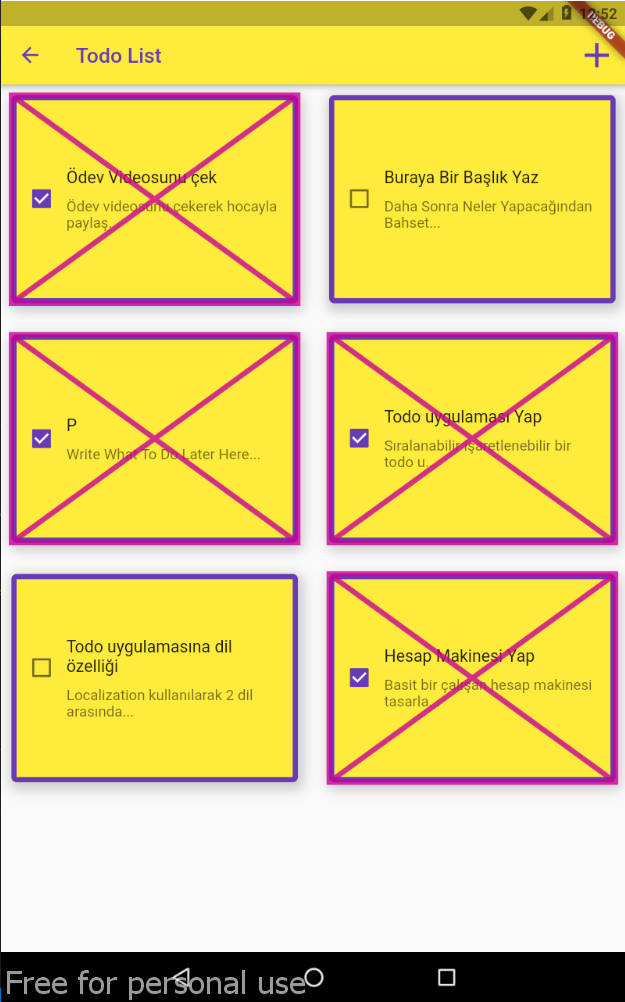 12:52
DEBUG
Todo List
Ödev Videosunu çek
Ödev videosunu çekerek hocayla
paylaş...
Buraya Bir Başlık Yaz
Daha Sonra Neler Yapacağından
Bahset...
P
Write What To Do Later Here...
Todo uygulaması Yap
Sıralanabilir İşaretlenebilir bir
todo u...
Todo uygulamasına dil
özelliği
Localization kullanılarak 2 dil
arasında...
Hesap Makinesi Yap
Basit bir çalışan hesap makinesi
tasarla...
Free for personal use